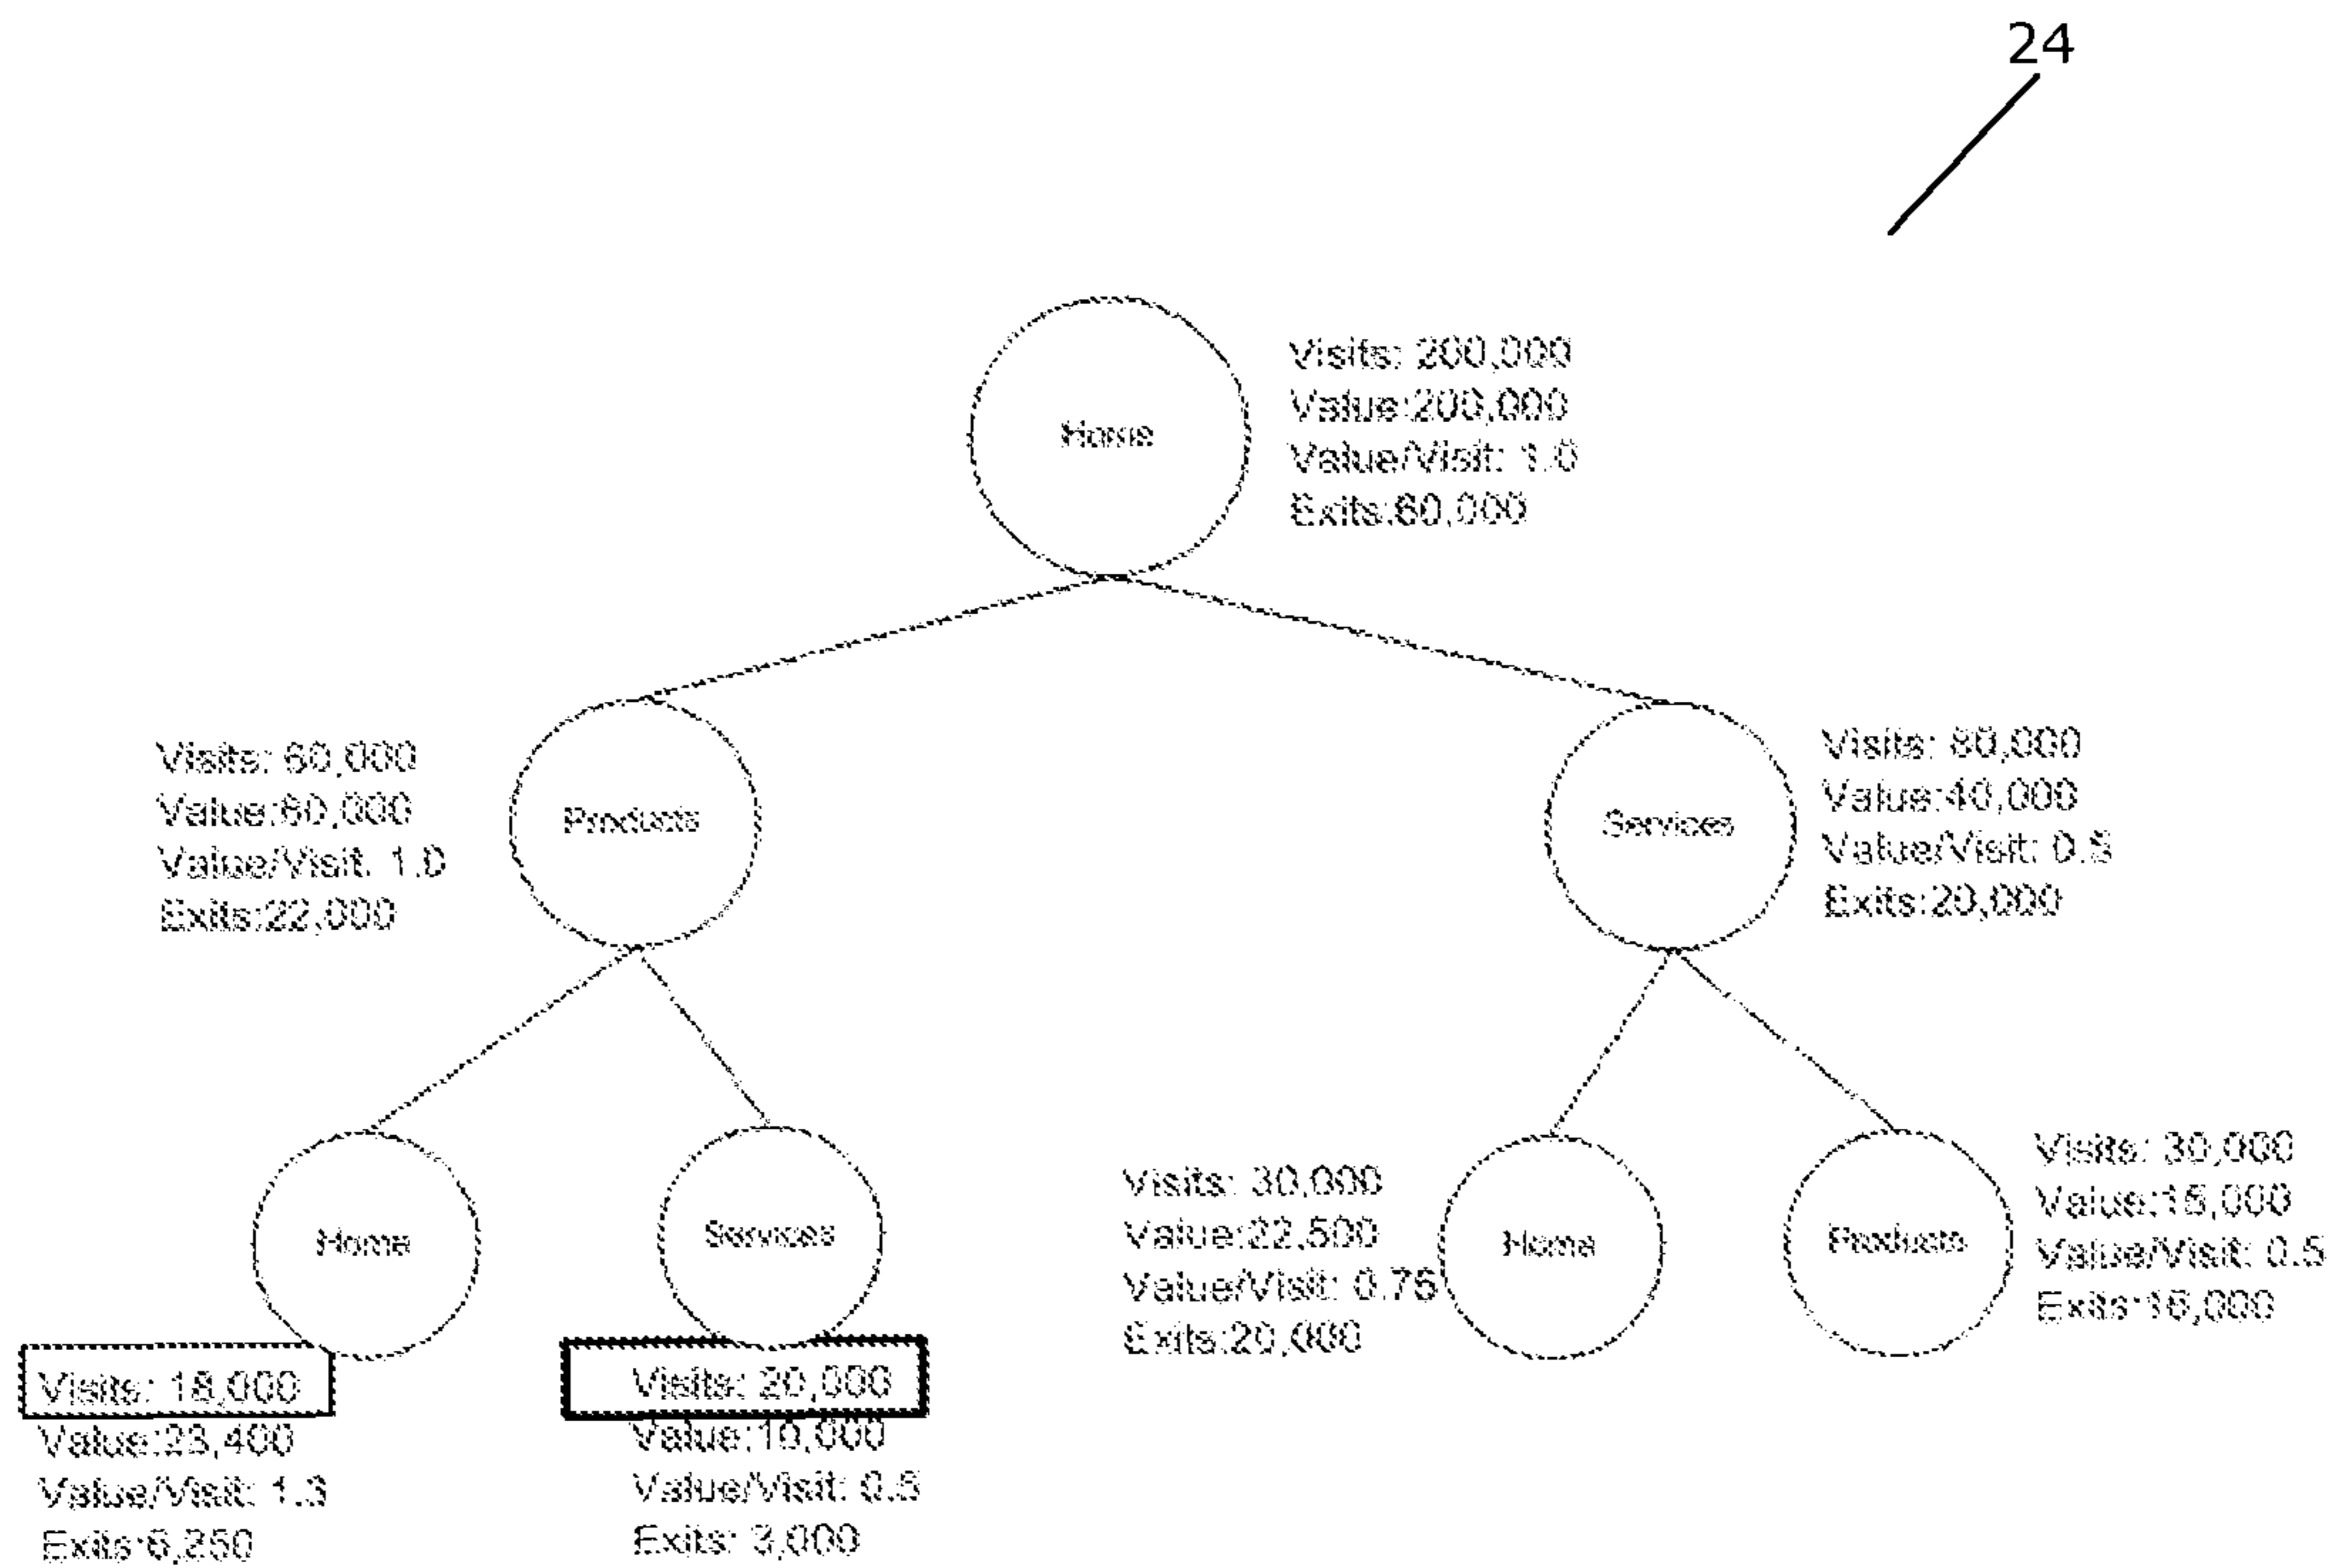 24
Home
Visits: 200,000
Value:200,000
Value/Visit: 1.0
Exits:60,000
Visits: 60,000
Value:60,000
Value/Visit: 1.0
Exits:22,000
Products
Services
Visits: 80,000
Value:40,000
Value/Visit: 0.5
Exits:20,000
Home
Visits: 18,000
Value:23,400
Value/Visit: 1.3
Exits:6,250
Services
Visits: 20,000
Value:10,000
Value/Visit: 0.5
Exits: 3,000
Visits: 30,000
Value:22,500
Value/Visit: 0.75
Exits:20,000
Home
Products
Visits: 30,000
Value:15,000
Value/Visit: 0.5
Exits:16,000